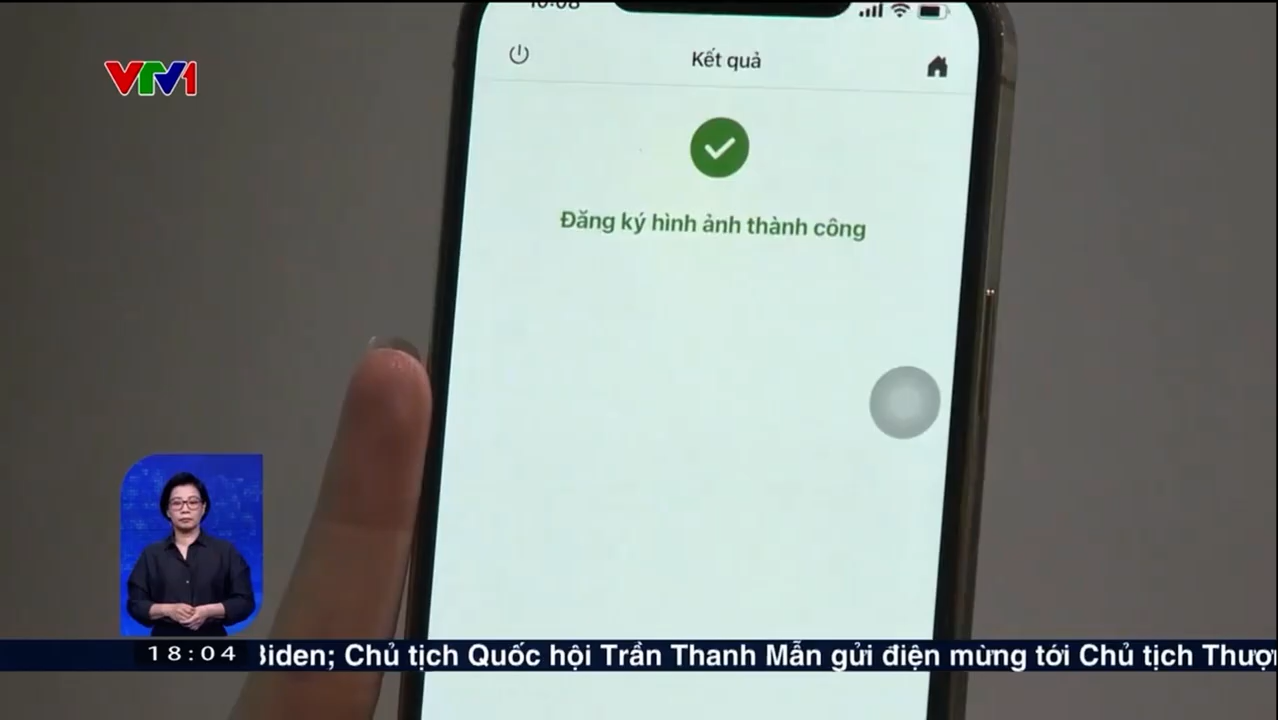 VTV1
Kết quả
Đăng ký hình ảnh thành công
18:04
Biden; Chủ tịch Quốc hội Trần Thanh Mẫn gửi điện mừng tới Chủ tịch Thượn